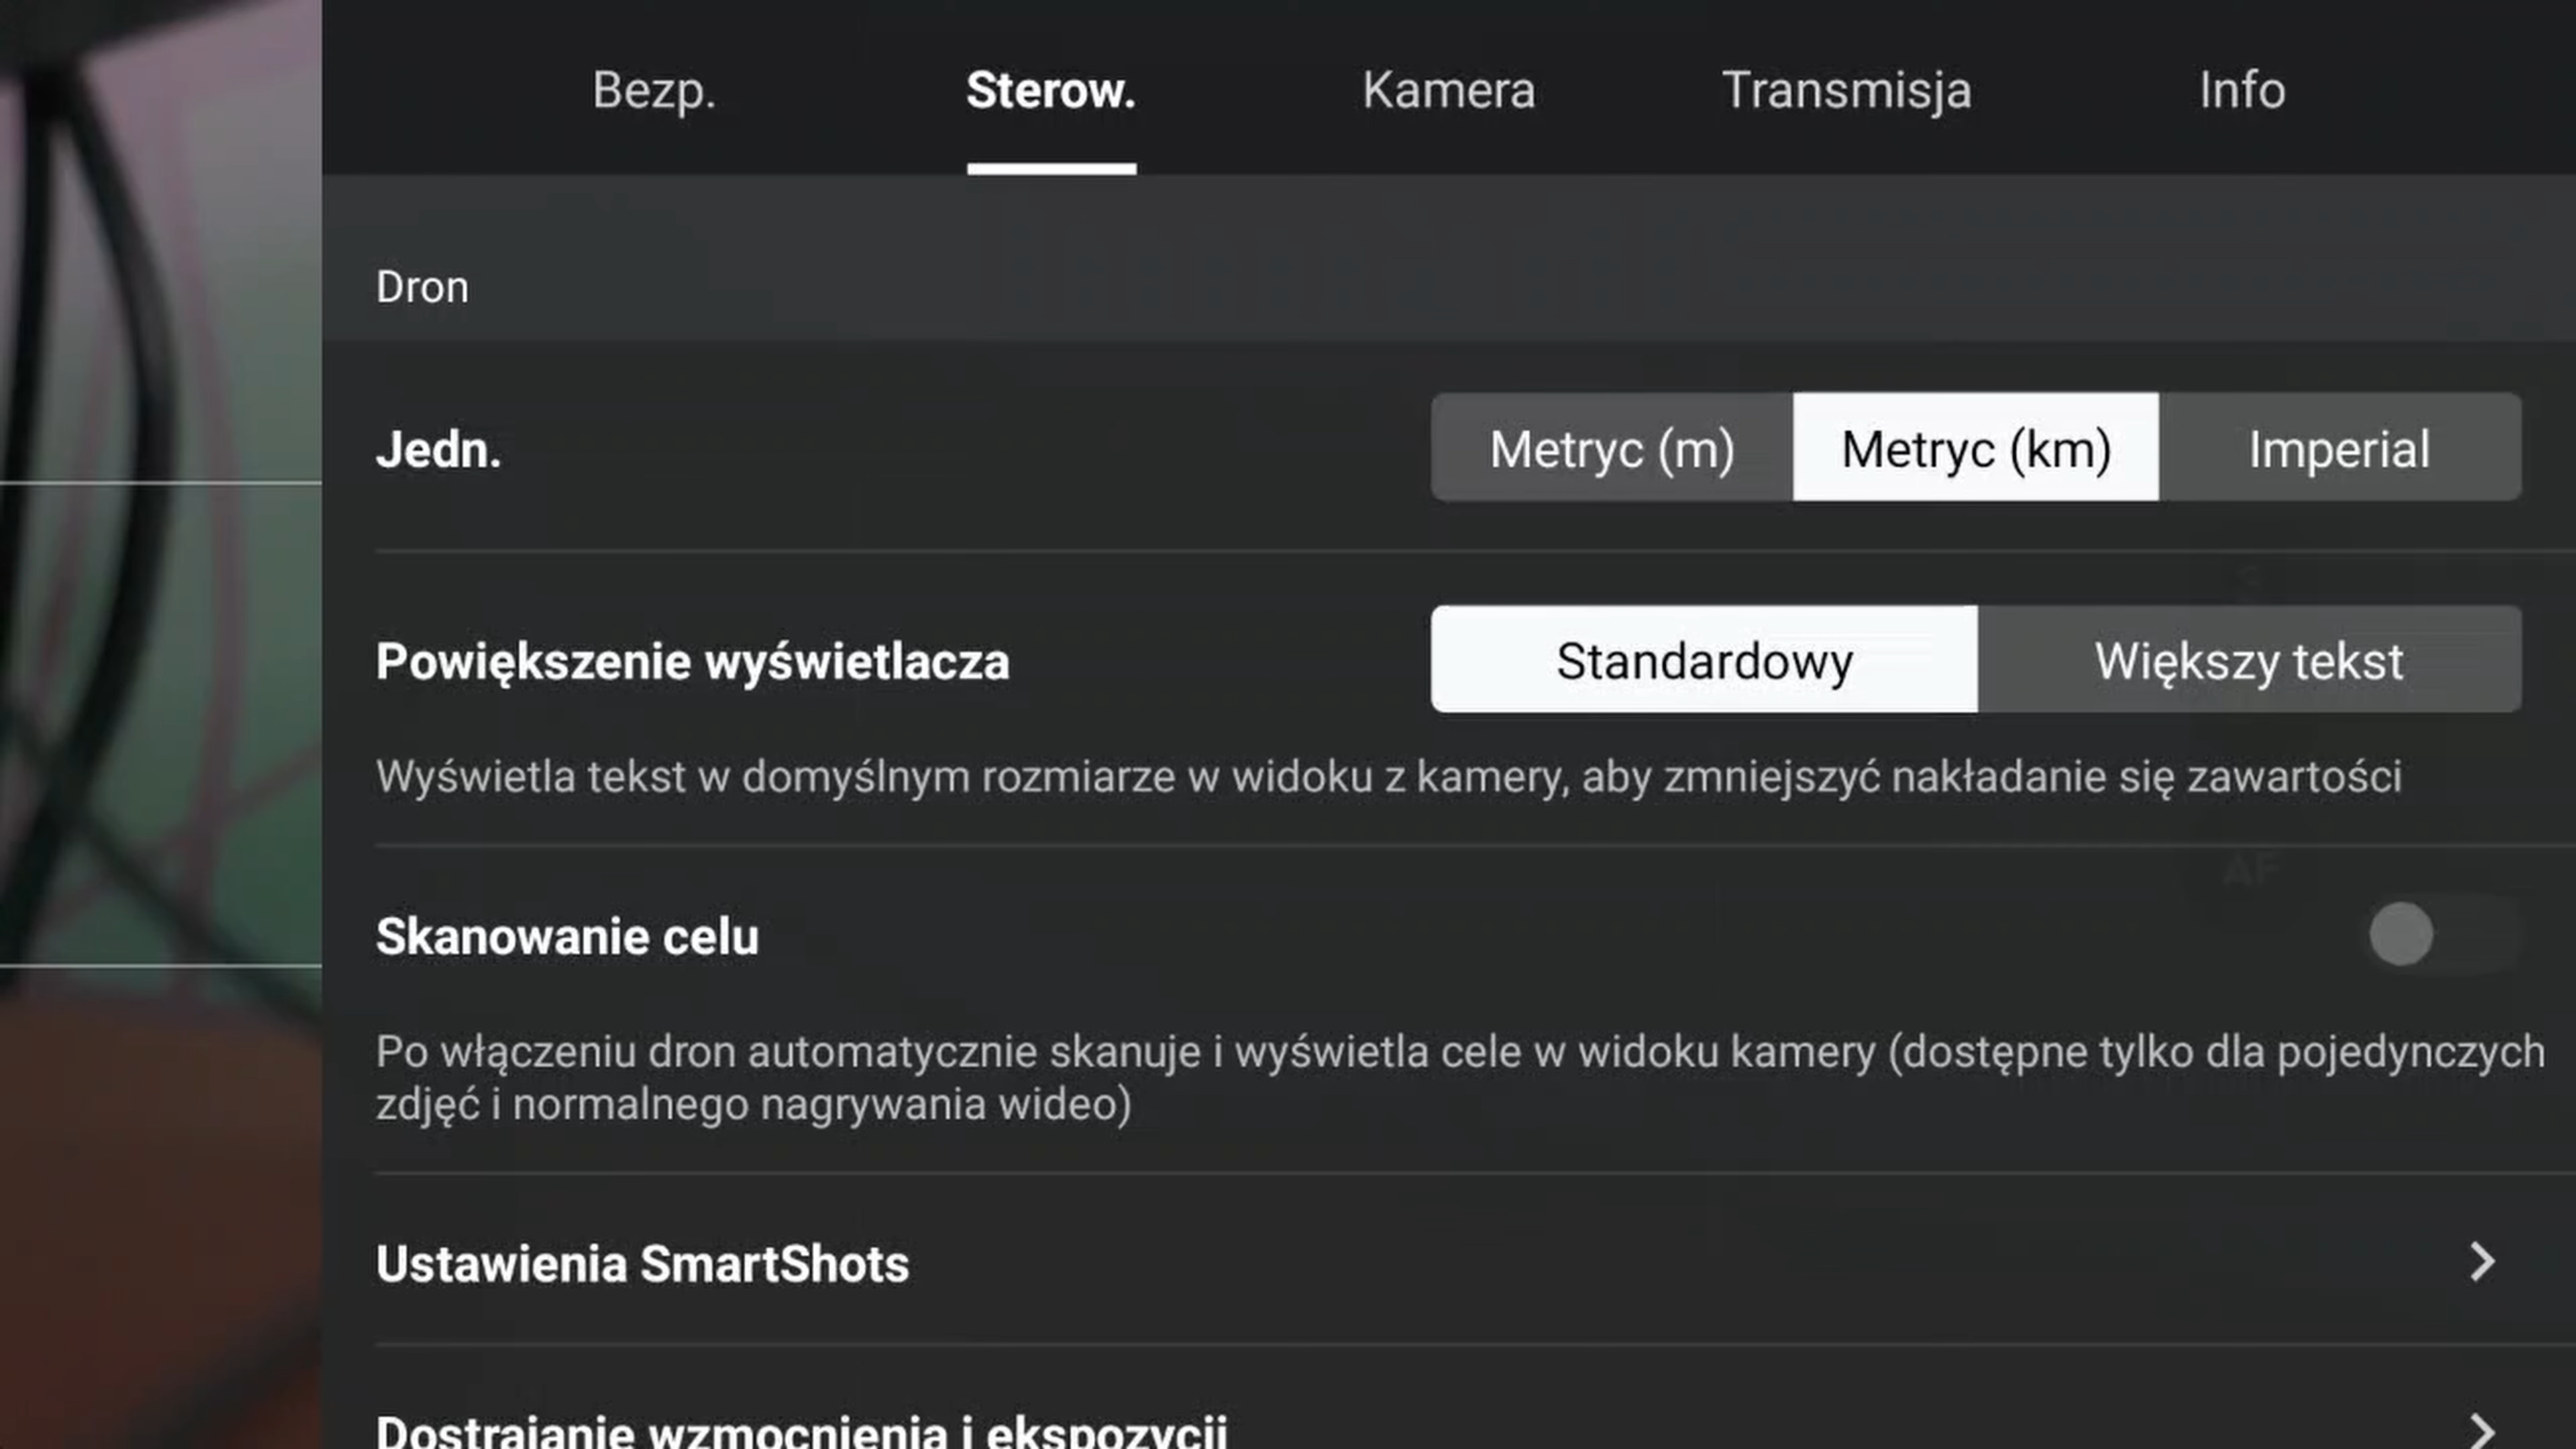 Bezp. Sterow. Kamera Transmisja Info
Dron
Jedn. Metryc (m) Metryc (km) Imperial
Powiększenie wyświetlacza Standardowy Większy tekst
Wyświetla tekst w domyślnym rozmiarze w widoku z kamery, aby zmniejszyć nakładanie się zawartości
AF
Skanowanie celu
Po włączeniu dron automatycznie skanuje i wyświetla cele w widoku kamery (dostępne tylko dla pojedynczych
zdjęć i normalnego nagrywania wideo)
Ustawienia SmartShots
Dostrajanie wzmocnienia i ekspozycji